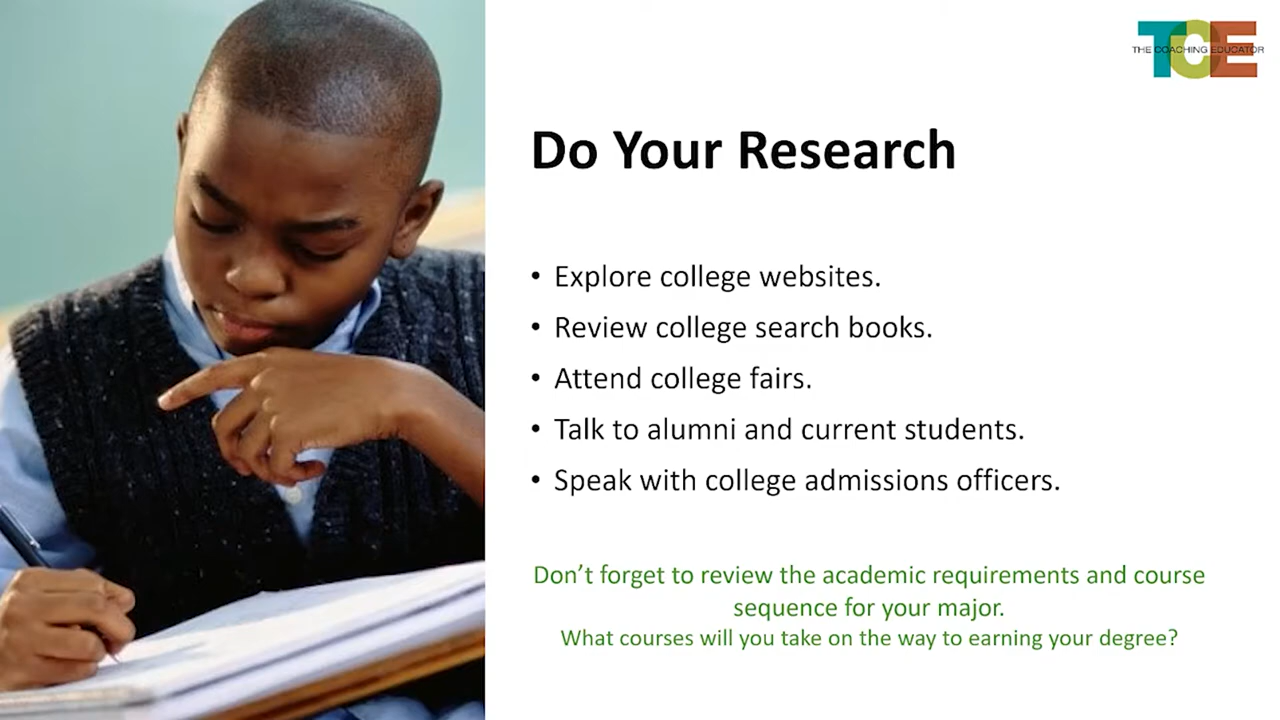 TCE
THE COACHING EDUCATOR
Do Your Research
• Explore college websites.
• Review college search books.
• Attend college fairs.
• Talk to alumni and current students.
• Speak with college admissions officers.
Don’t forget to review the academic requirements and course
sequence for your major.
What courses will you take on the way to earning your degree?